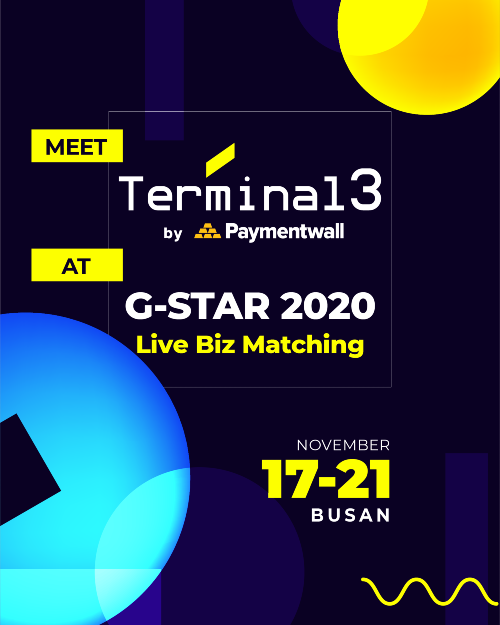 MEET
Terminal3
by Paymentwall
AT
G-STAR 2020
Live Biz Matching
NOVEMBER
17-21
BUSAN